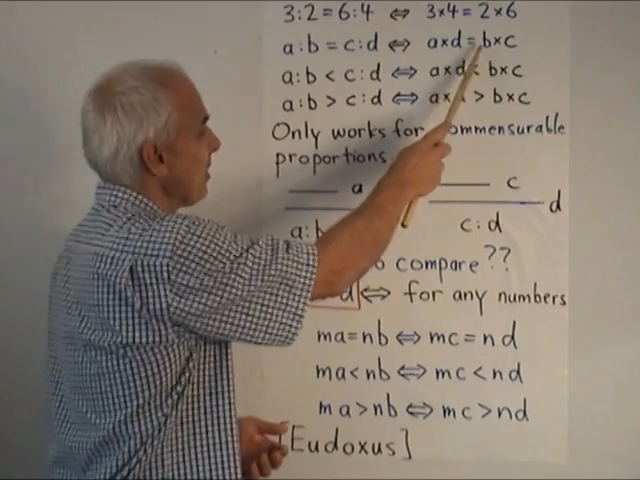 3:2 = 6:4 ⇔ 3×4 = 2×6
a:b = c:d ⇔ a×d = b×c
a:b < c:d ⇔ a×d < b×c
a:b > c:d ⇔ a× > b×c
Only works for commensurable
proportions.
a c
d
a:b c:d
compare??
d ⇔ for any numbers
ma=nb ⇔ mc=nd
ma<nb ⇔ mc<nd
ma>nb ⇔ mc>nd
[Eudoxus]